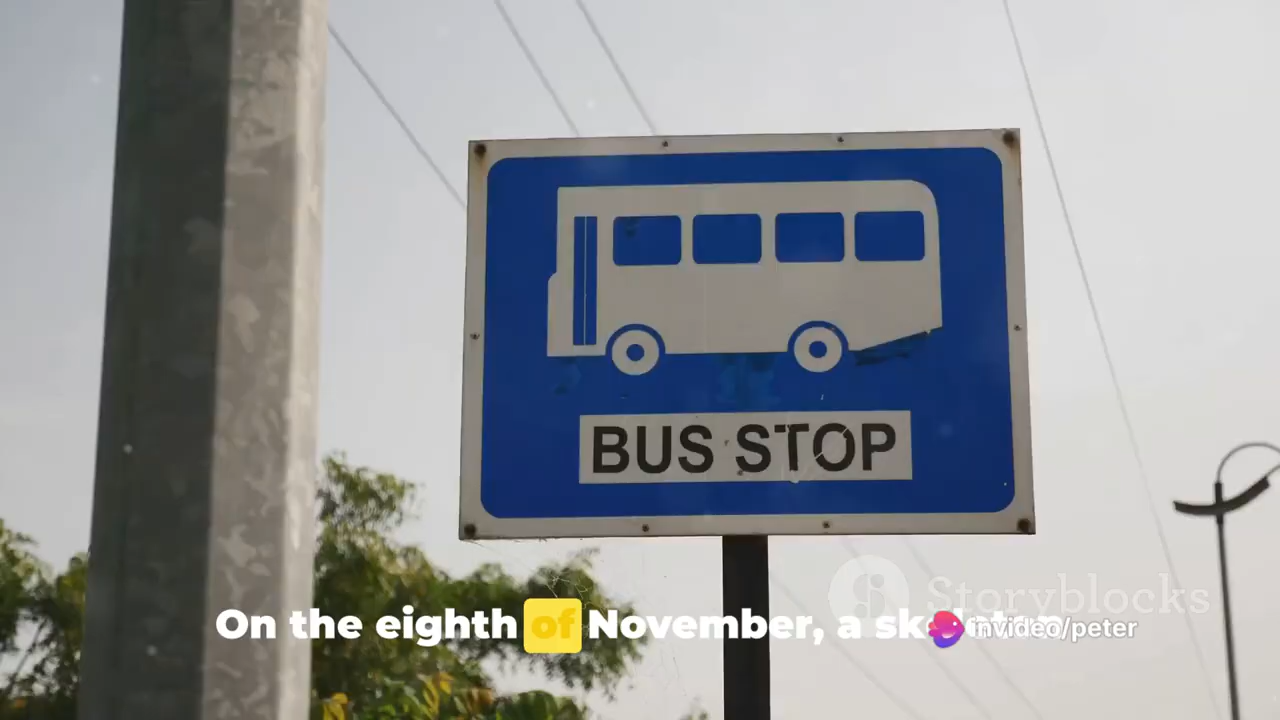 BUS STOP
Storyblocks
On the eighth of November, a
invideo/peter